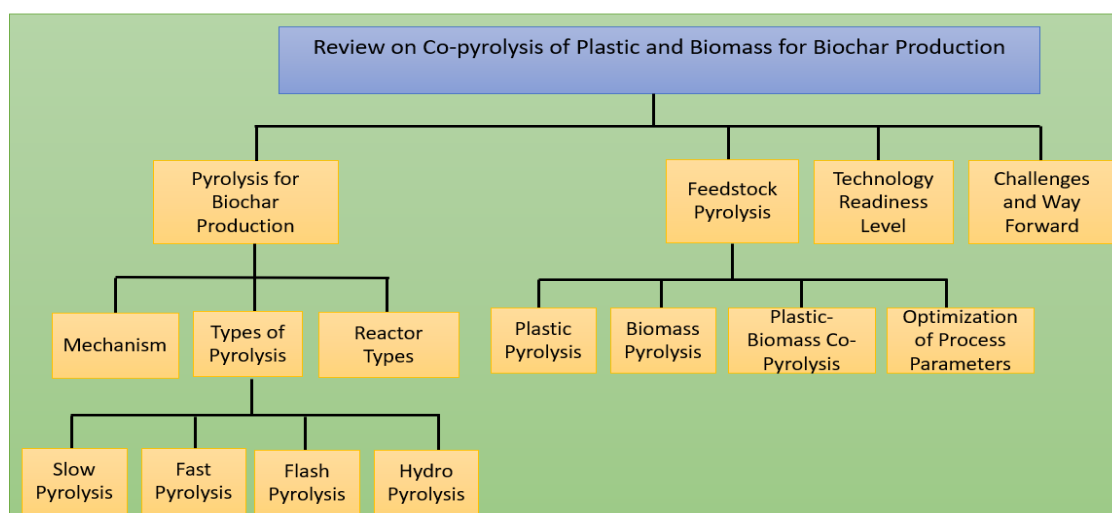 Review on Co-pyrolysis of Plastic and Biomass for Biochar Production
Pyrolysis for
Biochar
Production
Feedstock
Pyrolysis
Technology
Readiness
Level
Challenges
and Way
Forward
Mechanism
Types of
Pyrolysis
Reactor
Types
Plastic
Pyrolysis
Biomass
Pyrolysis
Plastic-
Biomass Co-
Pyrolysis
Optimization
of Process
Parameters
Slow
Pyrolysis
Fast
Pyrolysis
Flash
Pyrolysis
Hydro
Pyrolysis